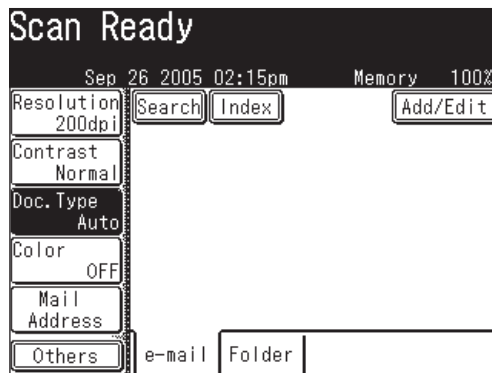 Scan Ready
Sep 26 2005 02:15pm Memory 100%
Resolution
200dpi
Search Index Add/Edit
Contrast
Normal
Doc.Type
Auto
Color
OFF
Mail
Address
Others e-mail Folder